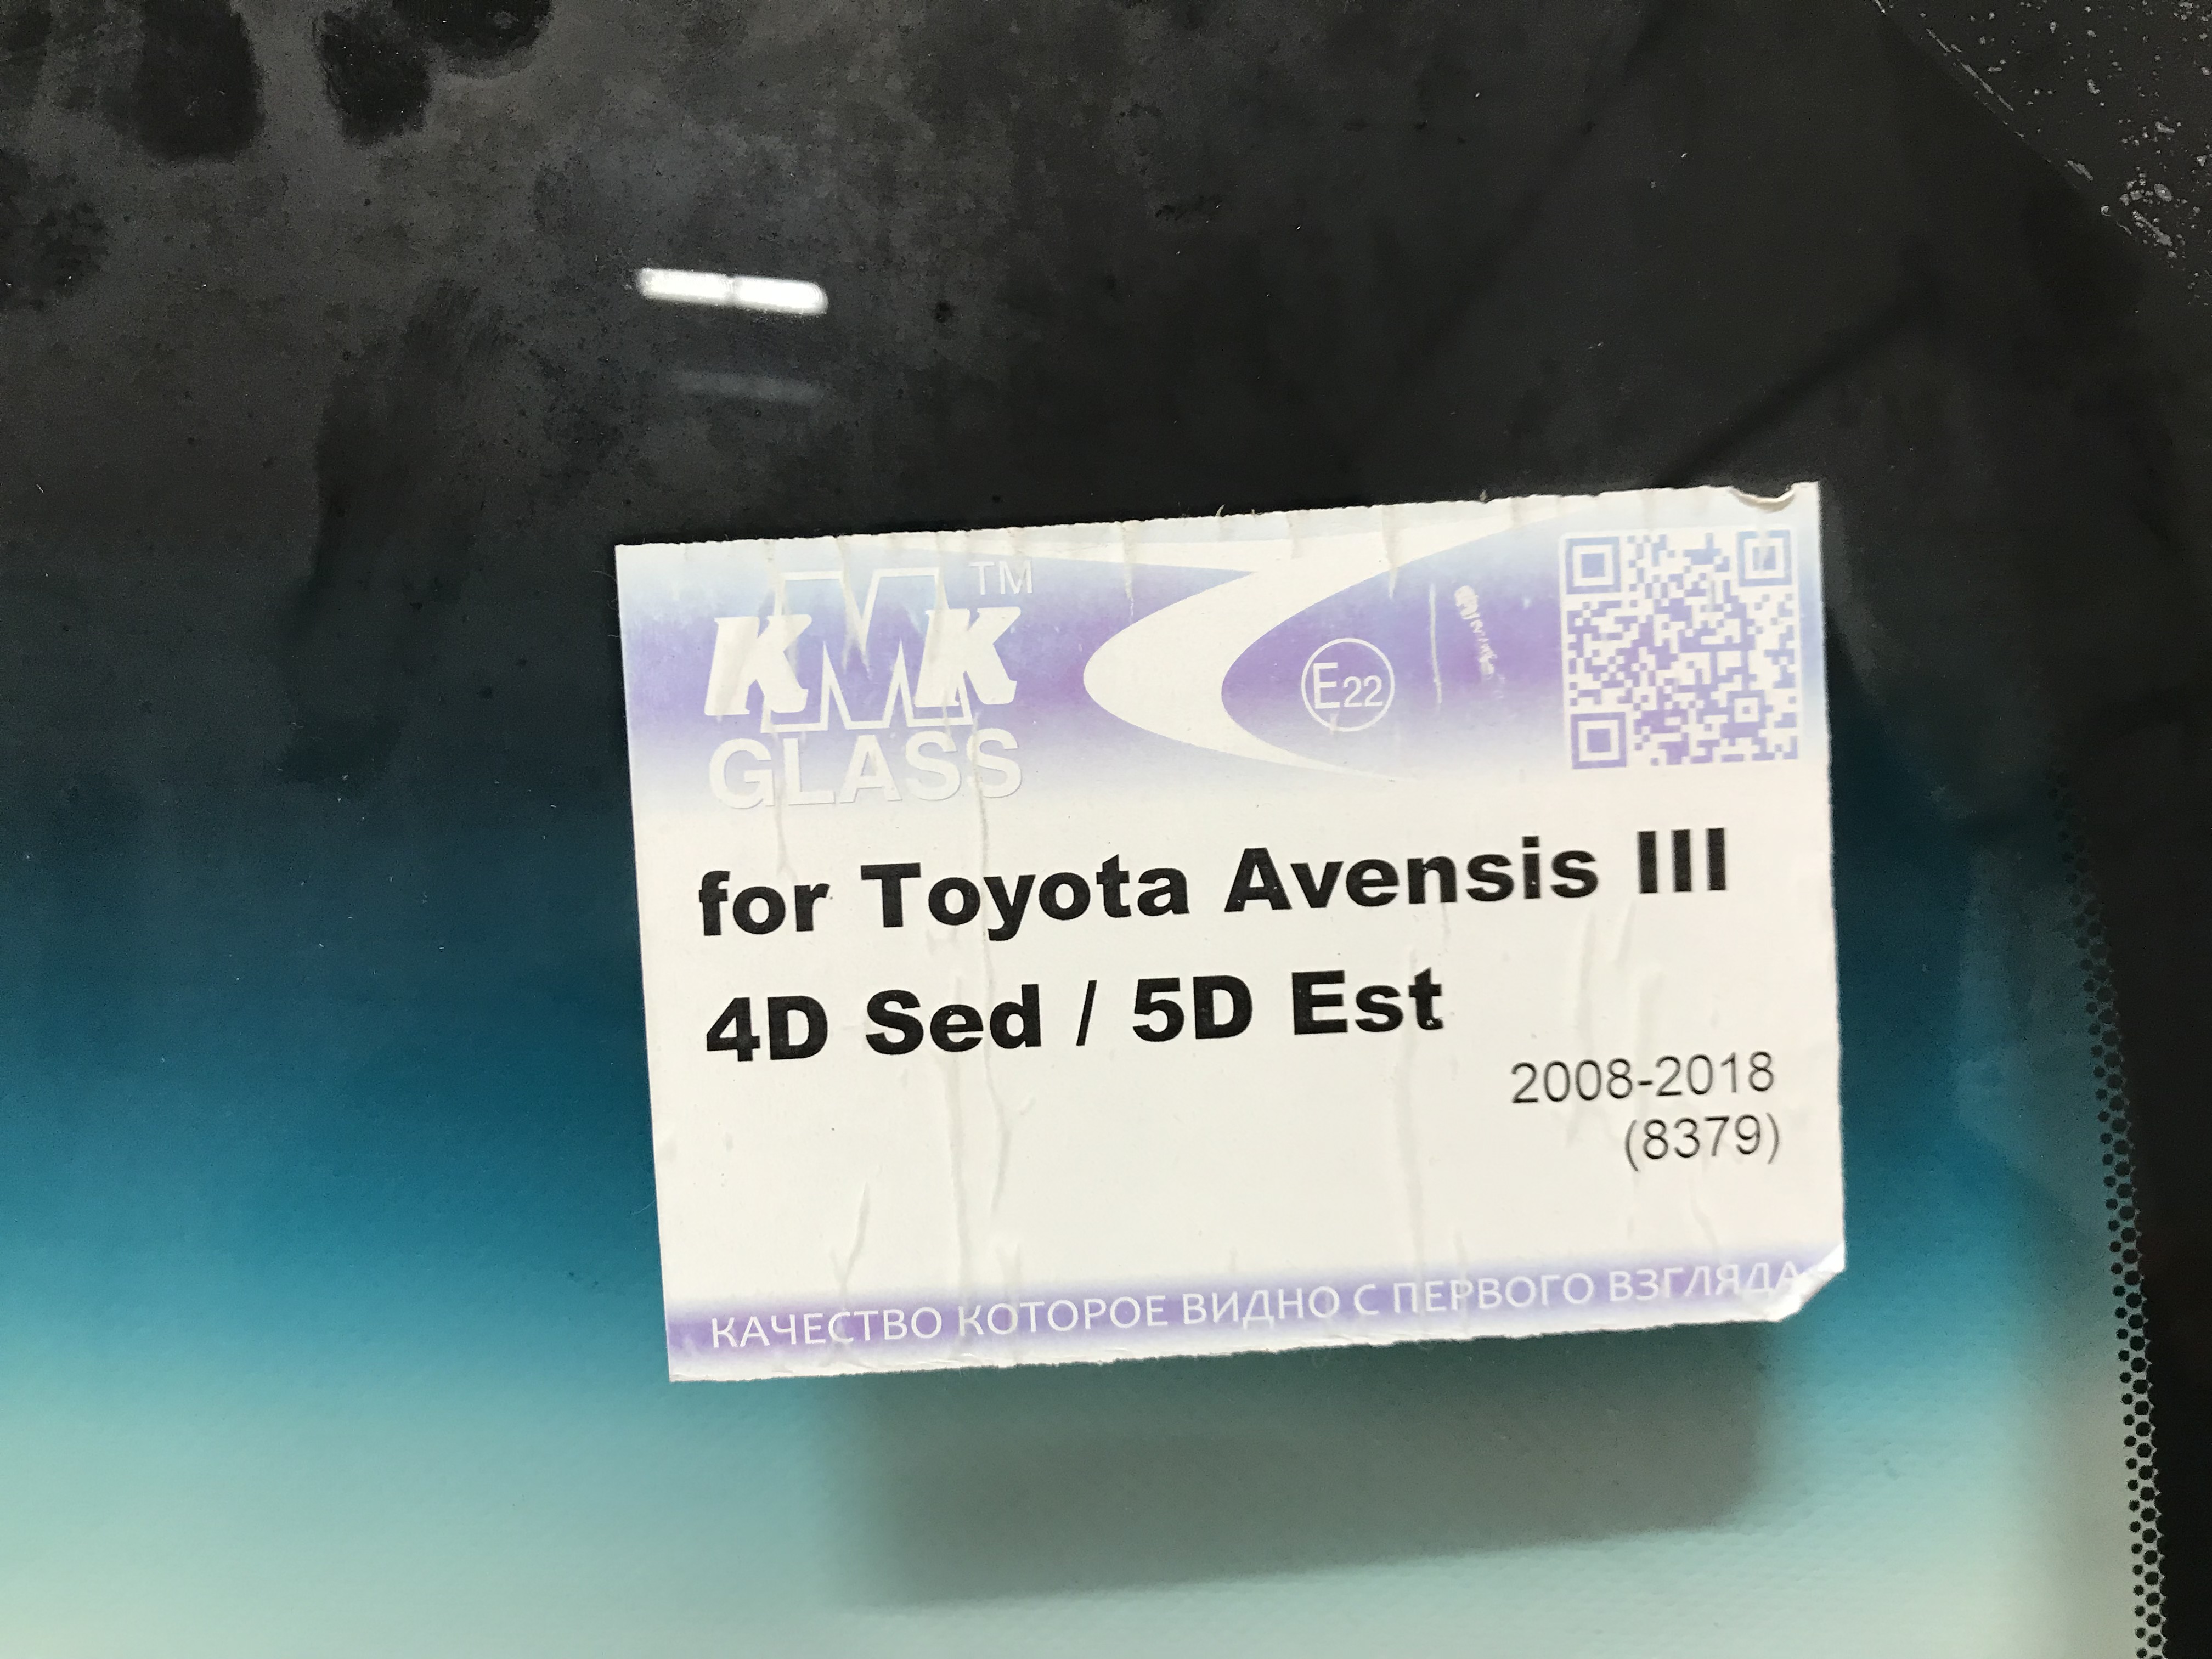 KMK™
GLASS
E22
for Toyota Avensis III
4D Sed / 5D Est
2008-2018
(8379)
КАЧЕСТВО КОТОРОЕ ВИДНО С ПЕРВОГО ВЗГЛЯДА